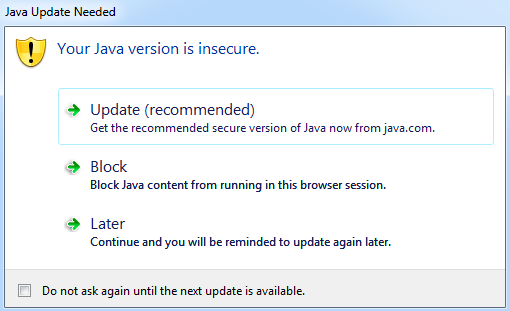 Java Update Needed
Your Java version is insecure.
Update (recommended)
Get the recommended secure version of Java now from java.com.
Block
Block Java content from running in this browser session.
Later
Continue and you will be reminded to update again later.
Do not ask again until the next update is available.